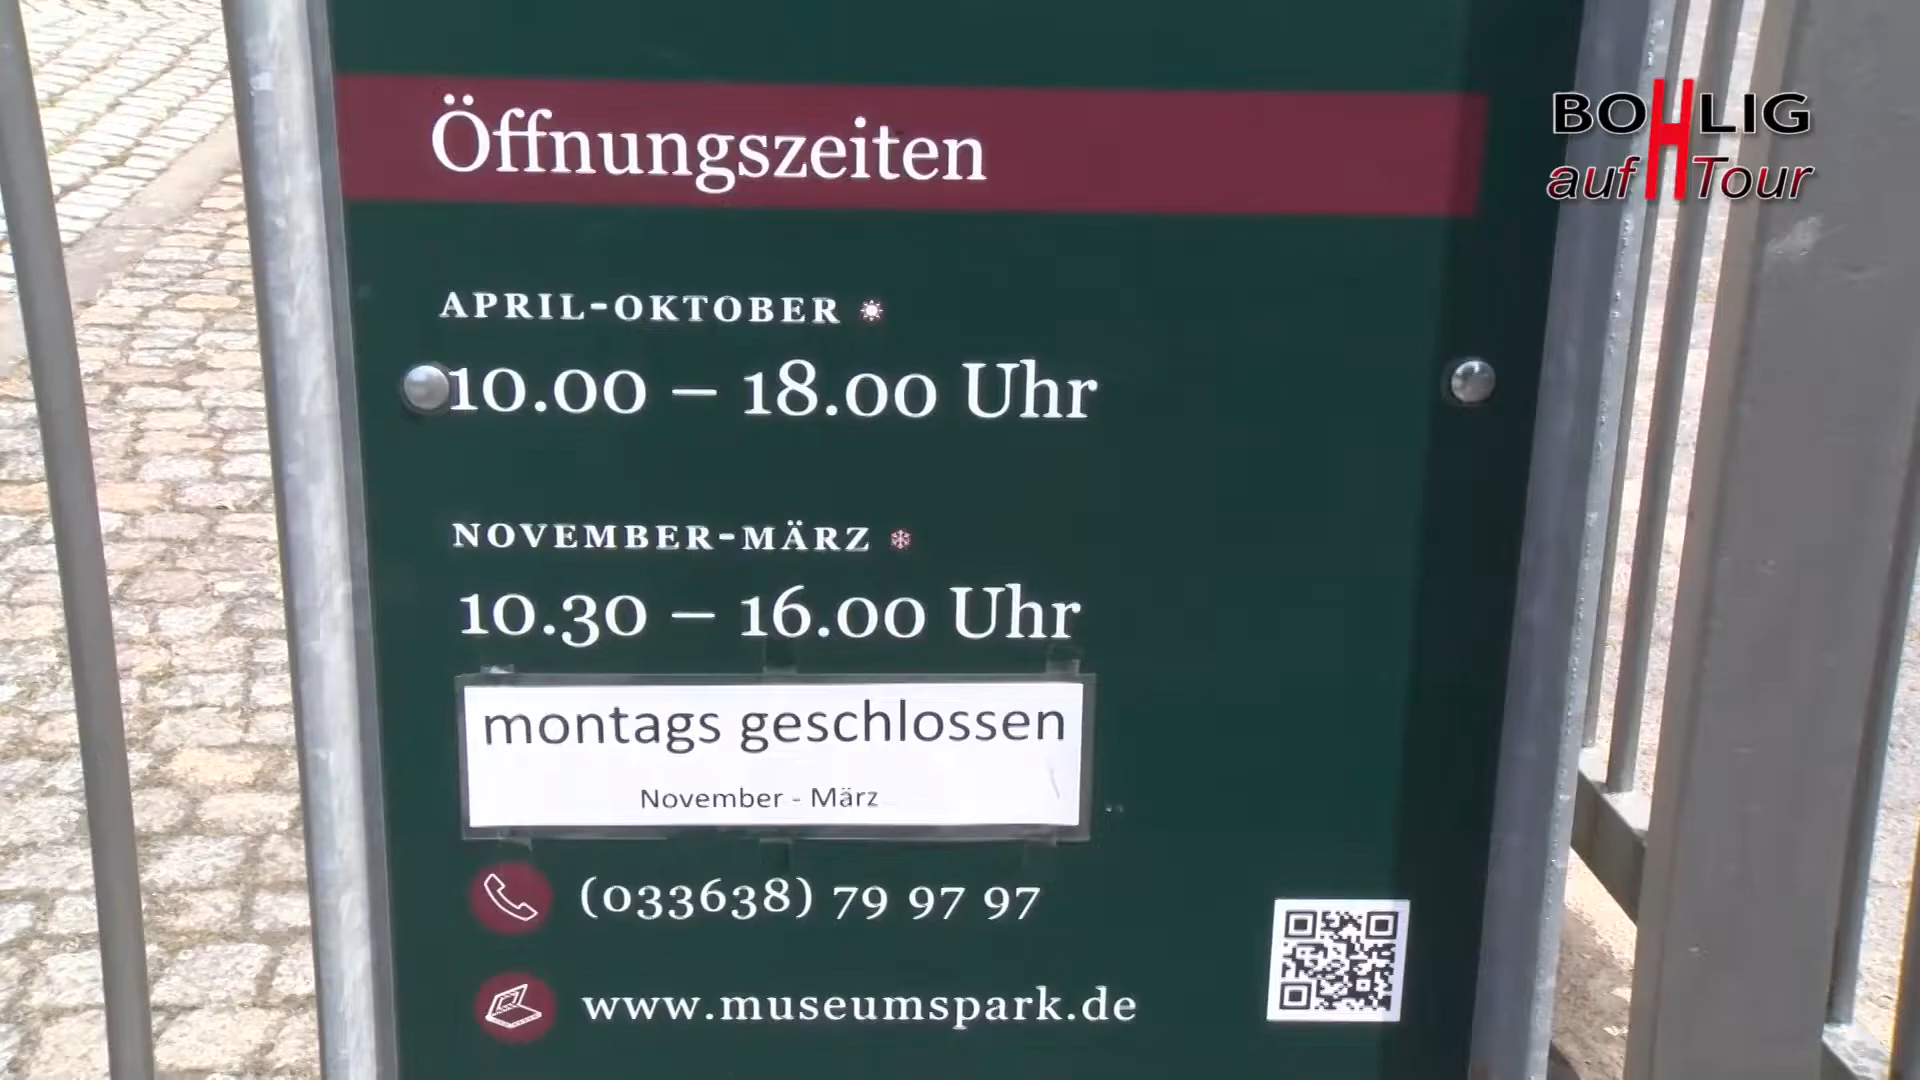 Öffnungszeiten
BOHLIG
auf Tour
APRIL-OKTOBER
10.00 – 18.00 Uhr
NOVEMBER-MÄRZ
10.30 – 16.00 Uhr
montags geschlossen
November - März
(033638) 79 97 97
www.museumspark.de